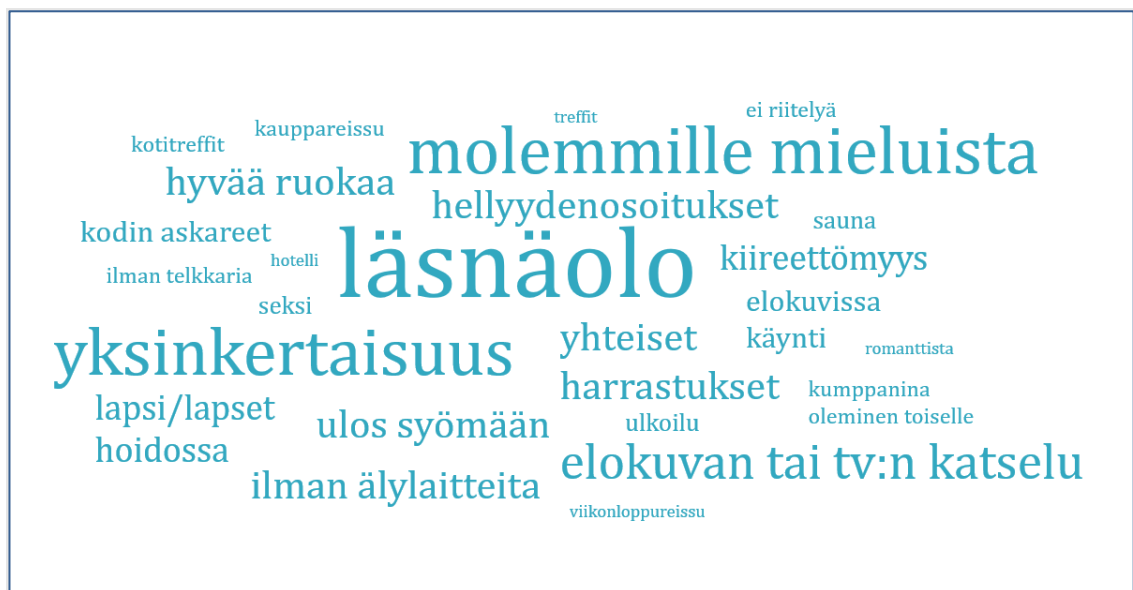 treffit
ei riitelyä
kauppareissu
kotitreffit
molemmille mieluista
hyvää ruokaa
hellyydenosoitukset
sauna
kodin askareet
läsnäolo
kiireettömyys
hotelli
ilman telkkaria
seksi
elokuvissa
käynti
yhteiset
harrastukset
romanttista
yksinkertaisuus
kumppanina
oleminen toiselle
lapsi/lapset
hoidossa
ulos syömään
ulkoilu
elokuvan tai tv:n katselu
ilman älylaitteita
viikonloppureissu